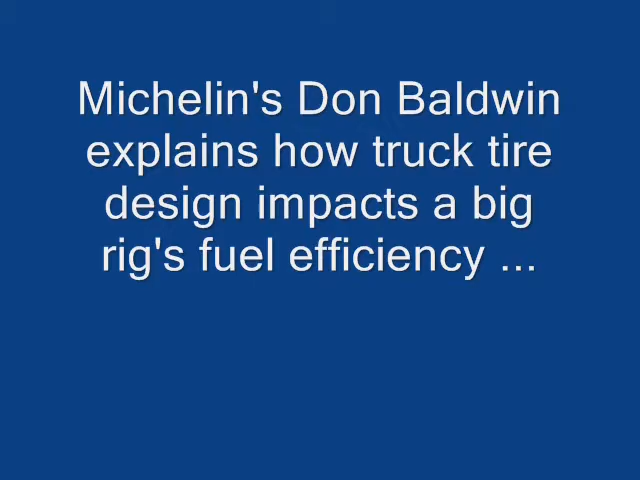 Michelin's Don Baldwin
explains how truck tire
design impacts a big
rig's fuel efficiency ...